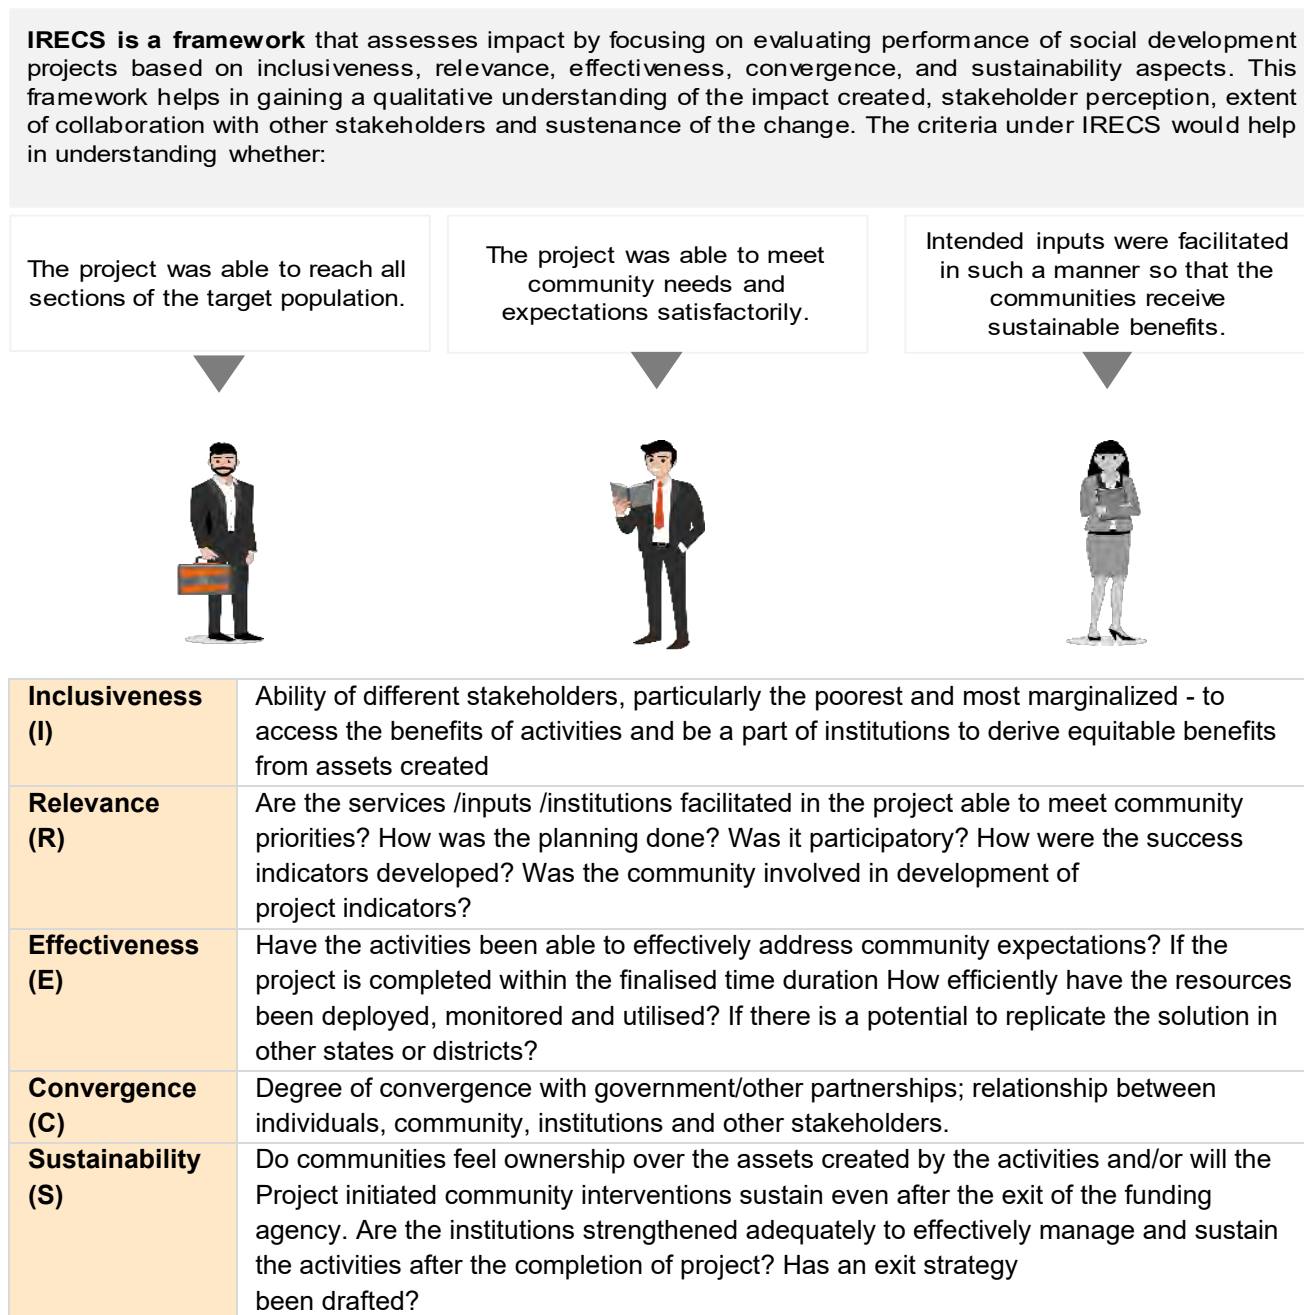 IRECS is a framework that assesses impact by focusing on evaluating performance of social development
projects based on inclusiveness, relevance, effectiveness, convergence, and sustainability aspects. This
framework helps in gaining a qualitative understanding of the impact created, stakeholder perception, extent
of collaboration with other stakeholders and sustenance of the change. The criteria under IRECS would help
in understanding whether:
The project was able to reach all
sections of the target population.
The project was able to meet
community needs and
expectations satisfactorily.
Intended inputs were facilitated
in such a manner so that the
communities receive
sustainable benefits.
Inclusiveness
(I)
Ability of different stakeholders, particularly the poorest and most marginalized - to
access the benefits of activities and be a part of institutions to derive equitable benefits
from assets created
Relevance
(R)
Are the services /inputs /institutions facilitated in the project able to meet community
priorities? How was the planning done? Was it participatory? How were the success
indicators developed? Was the community involved in development of
project indicators?
Effectiveness
(E)
Have the activities been able to effectively address community expectations? If the
project is completed within the finalised time duration How efficiently have the resources
been deployed, monitored and utilised? If there is a potential to replicate the solution in
other states or districts?
Convergence
(C)
Degree of convergence with government/other partnerships; relationship between
individuals, community, institutions and other stakeholders.
Sustainability
(S)
Do communities feel ownership over the assets created by the activities and/or will the
Project initiated community interventions sustain even after the exit of the funding
agency. Are the institutions strengthened adequately to effectively manage and sustain
the activities after the completion of project? Has an exit strategy
been drafted?